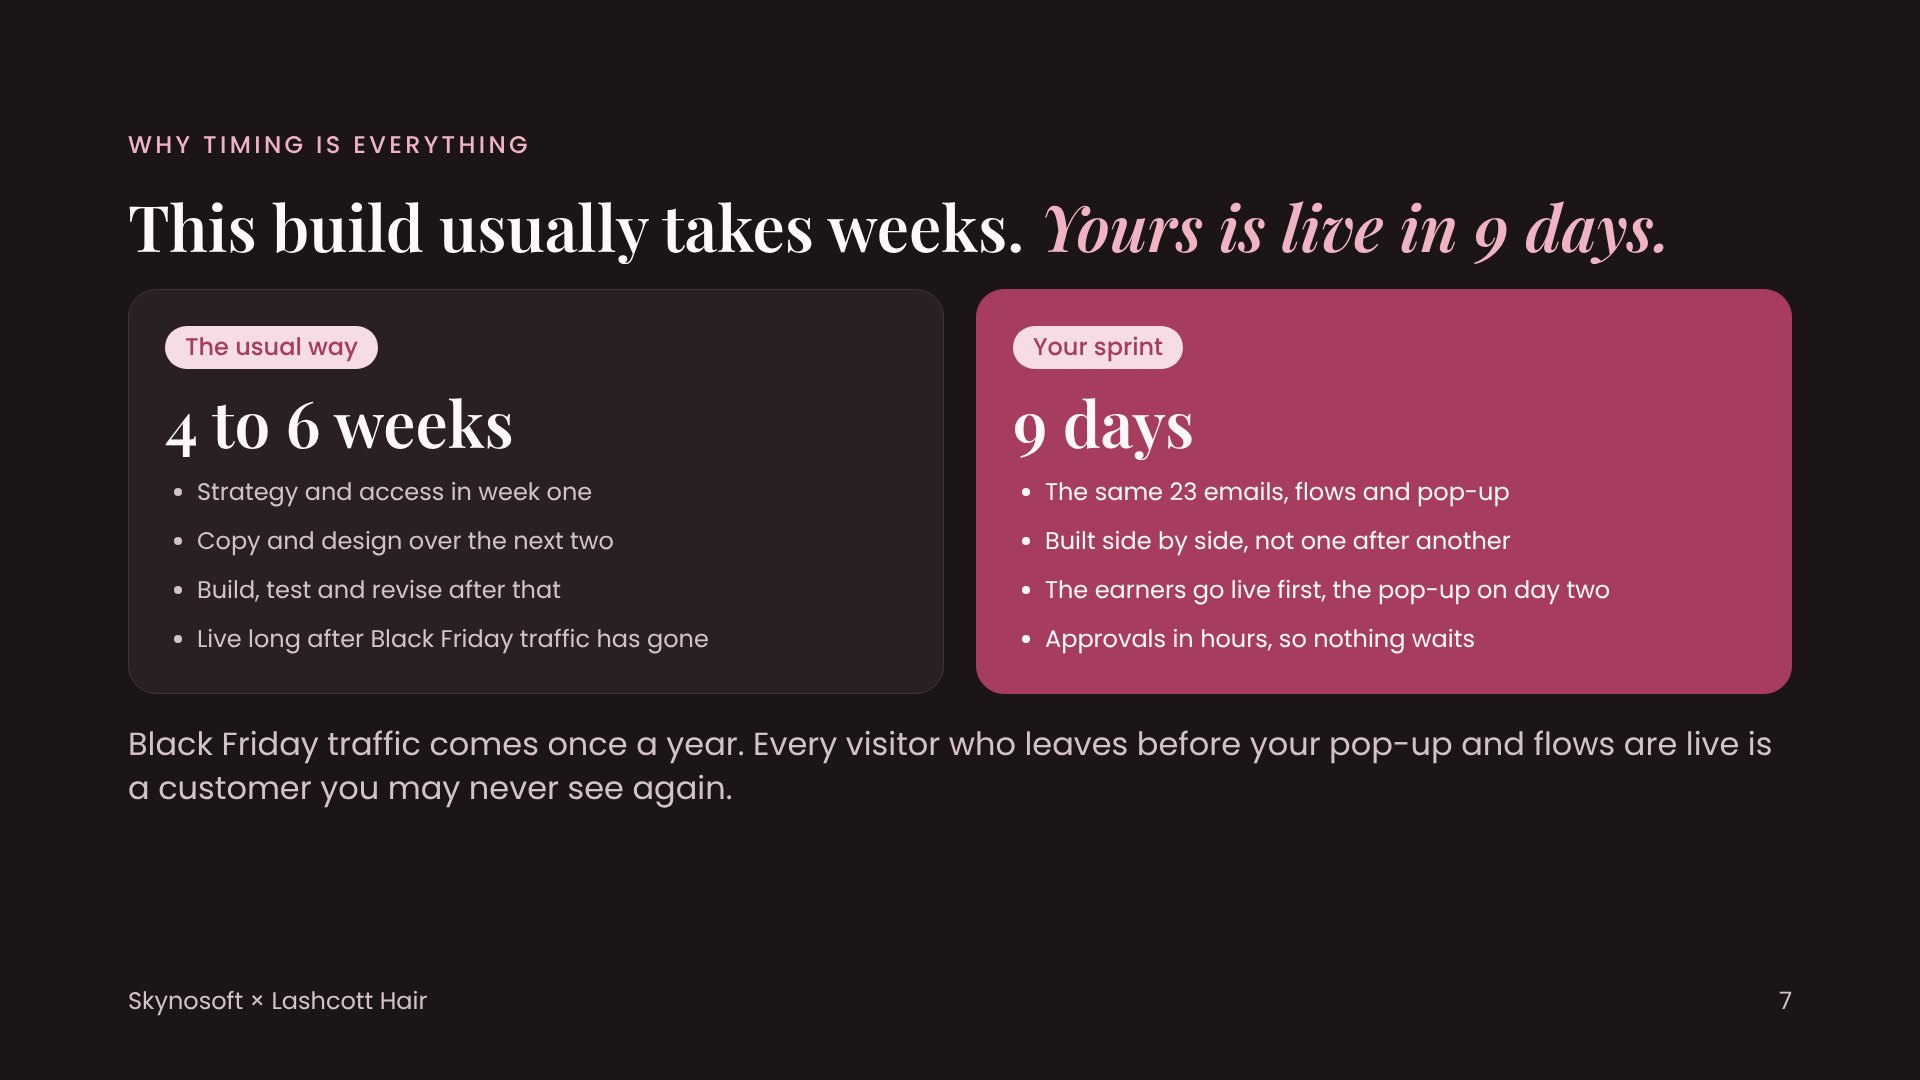 WHY TIMING IS EVERYTHING
This build usually takes weeks. Yours is live in 9 days.
The usual way
4 to 6 weeks
• Strategy and access in week one
• Copy and design over the next two
• Build, test and revise after that
• Live long after Black Friday traffic has gone
Your sprint
9 days
• The same 23 emails, flows and pop-up
• Built side by side, not one after another
• The earners go live first, the pop-up on day two
• Approvals in hours, so nothing waits
Black Friday traffic comes once a year. Every visitor who leaves before your pop-up and flows are live is
a customer you may never see again.
Skynosoft × Lashcott Hair
7